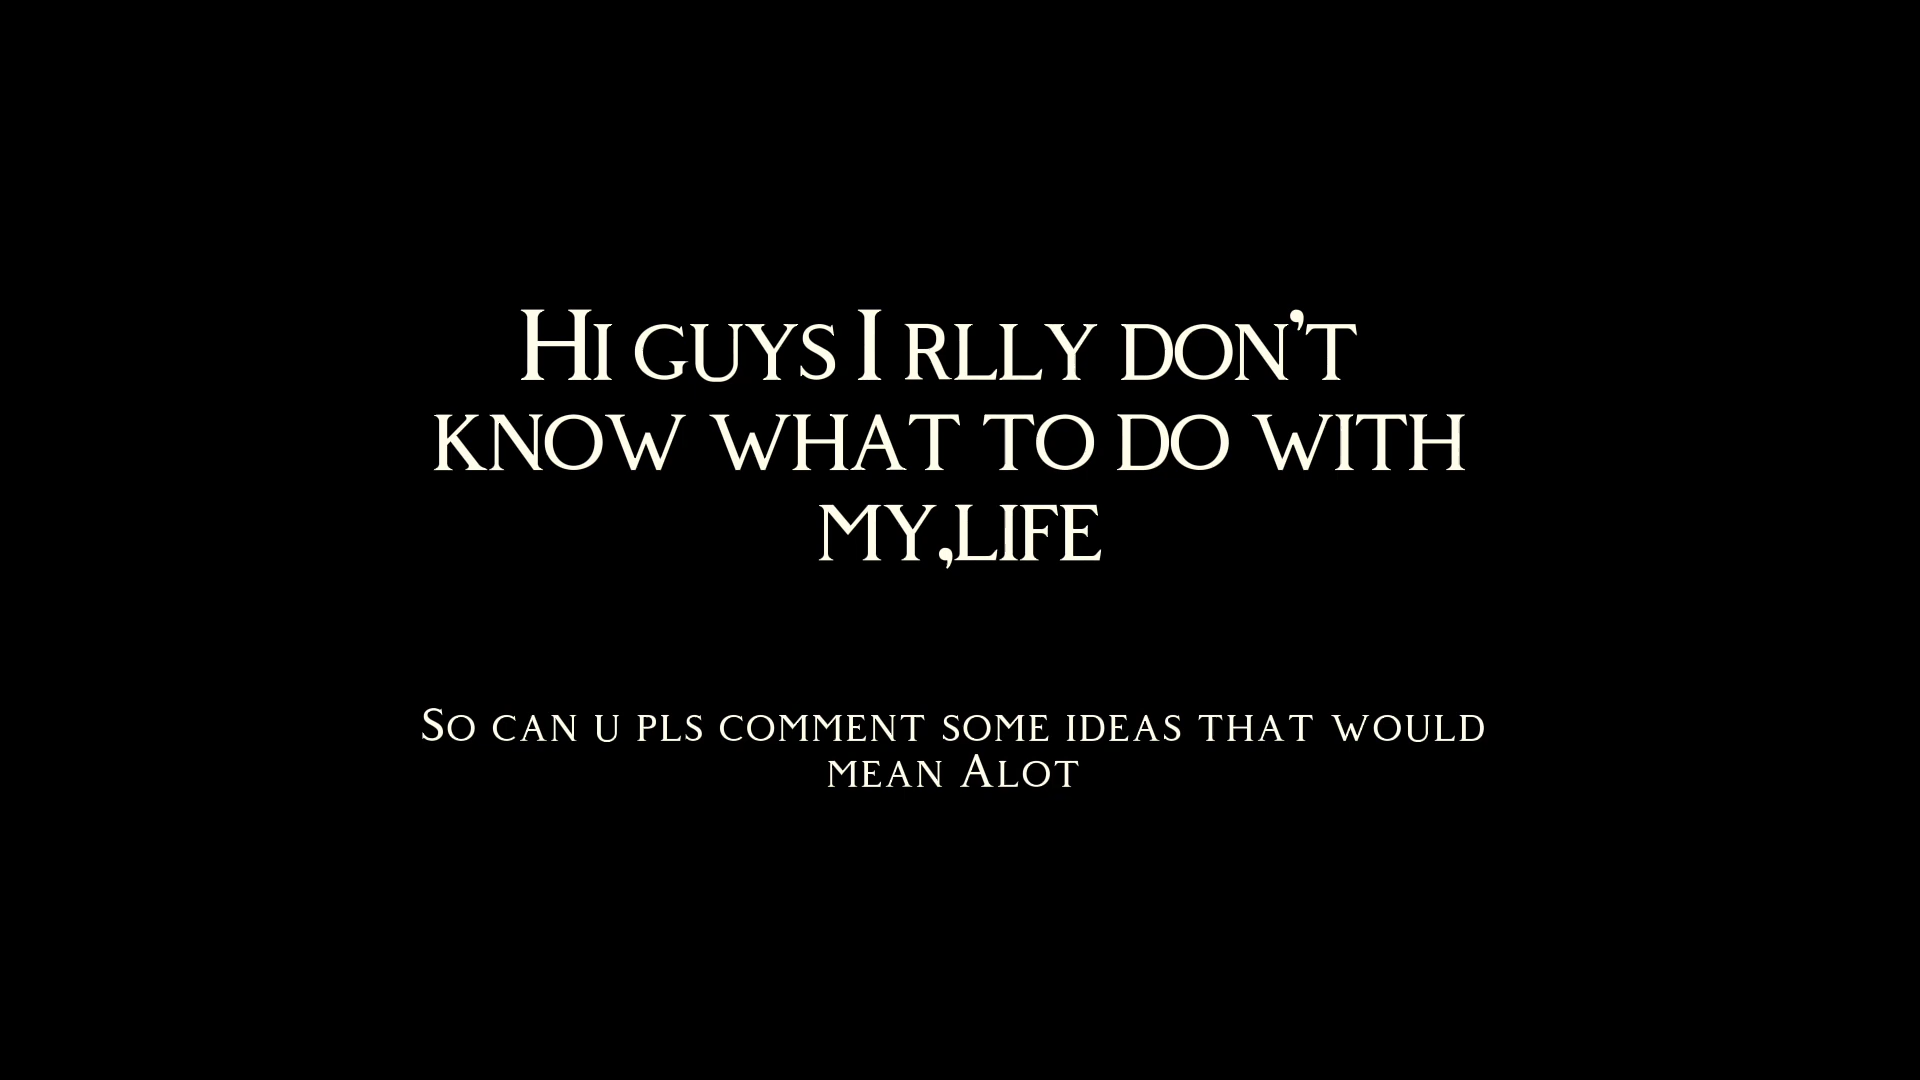 Hi guys I rlly don't
know what to do with
my,life
So can u pls comment some ideas that would
mean Alot